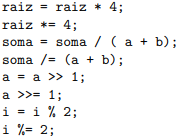 raiz = raiz * 4;
raiz *= 4;
soma = soma / ( a + b);
soma /= (a + b);
a = a >> 1;
a >>= 1;
i = i % 2;
i %= 2;